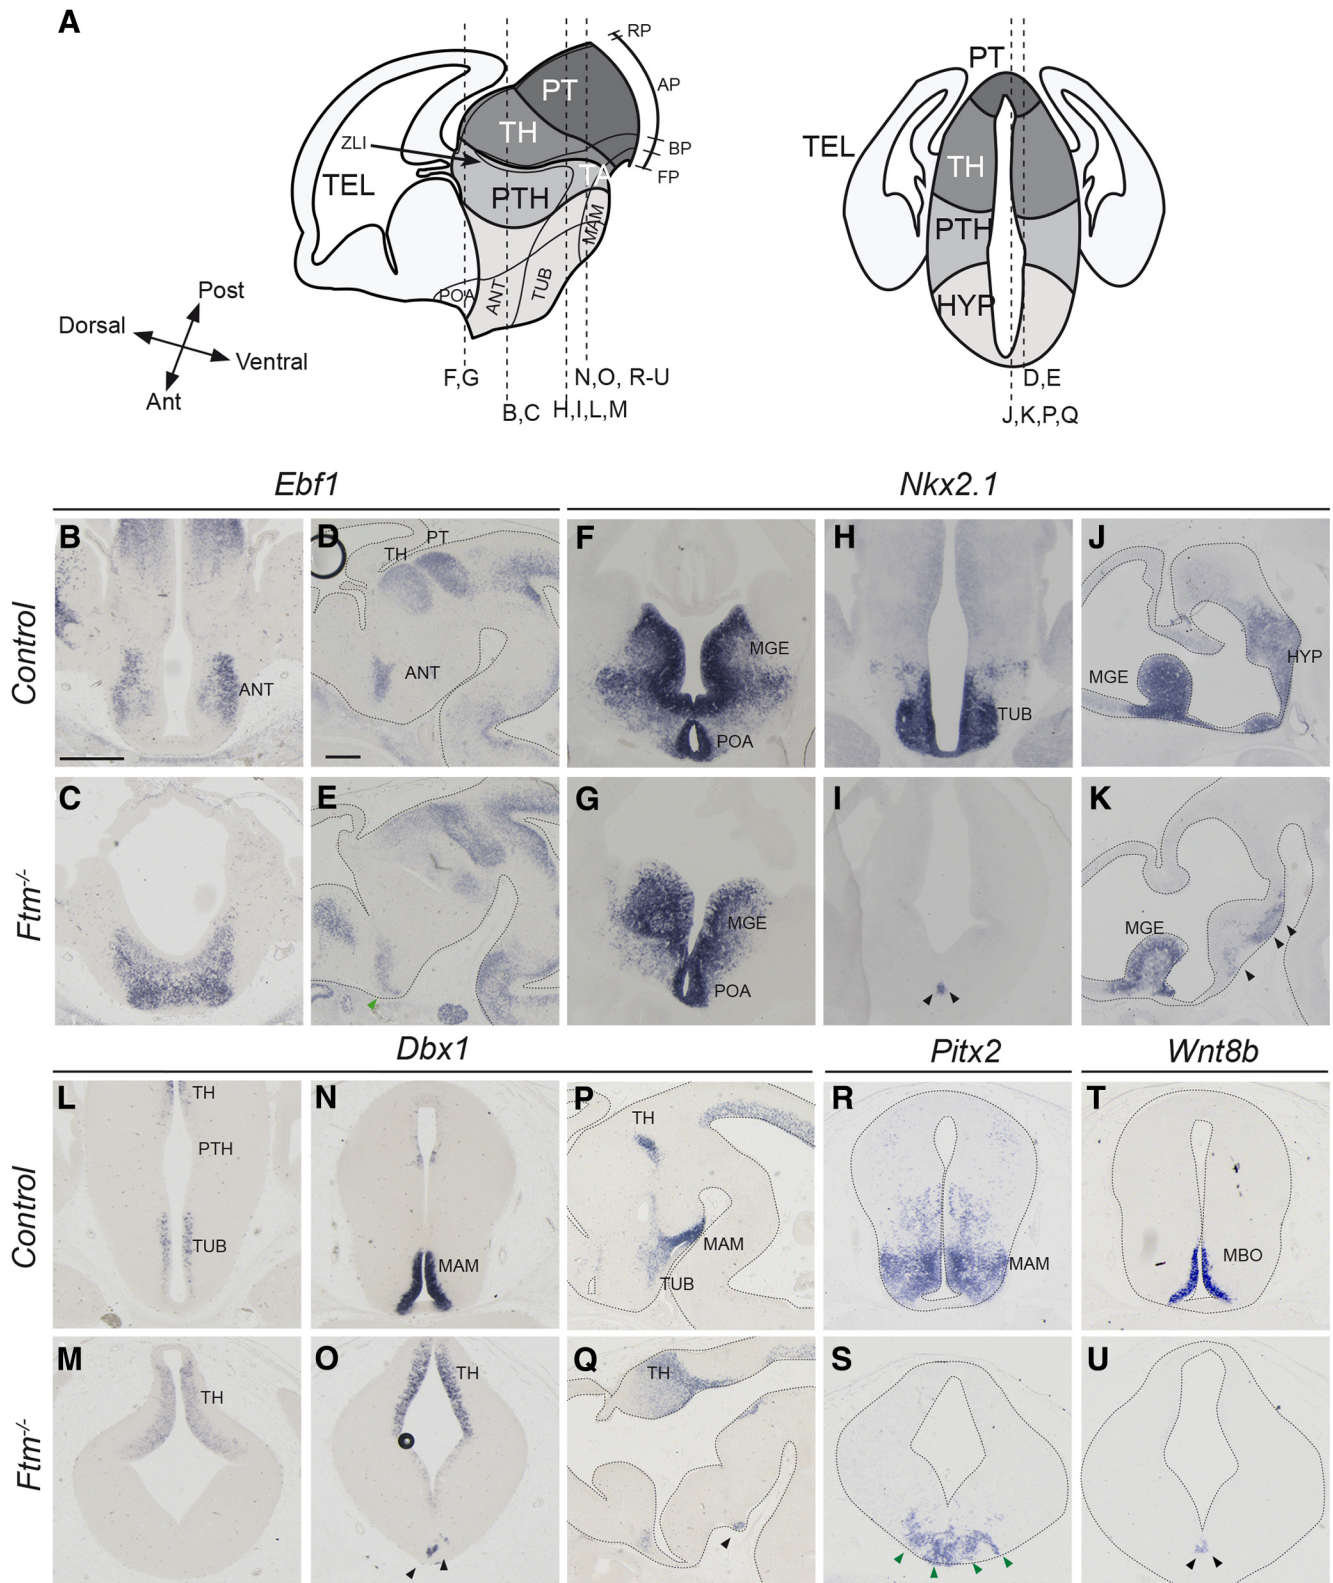 A
RP
PT
AP
TH
ZLI
BP
TEL
PTH
TA
FP
MAM
POA
ANT
TUB
Post
Dorsal
Ventral
Ant
F,G
N,O, R-U
B,C
H,I,L,M
PT
TEL
TH
PTH
HYP
D,E
J,K,P,Q
Ebf1
Nkx2.1
Control
B
ANT
D
PT
TH
ANT
F
MGE
POA
H
TUB
J
MGE
HYP
Ftm-/-
C
E
G
MGE
POA
I
K
MGE
Dbx1
Pitx2
Wnt8b
Control
L
TH
PTH
TUB
N
MAM
P
TH
MAM
TUB
R
MAM
T
MBO
Ftm-/-
M
TH
O
TH
Q
TH
S
U